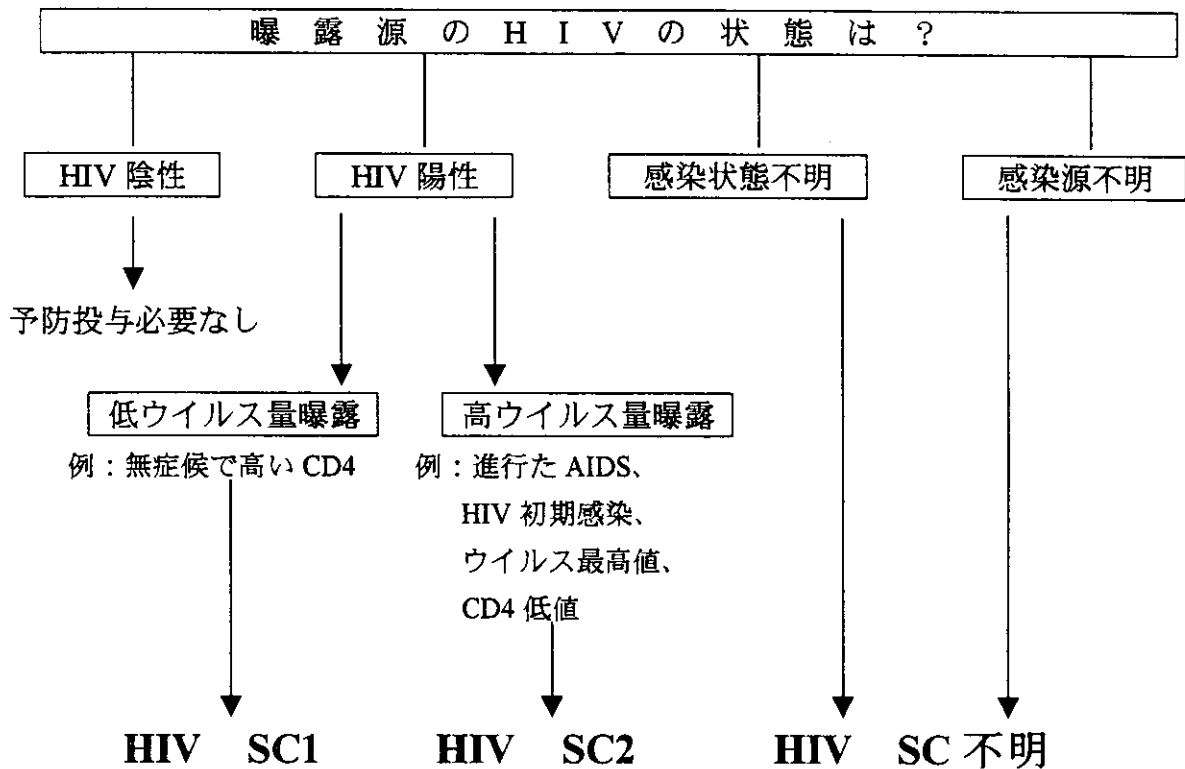 曝露源のHIVの状態は?
HIV 陰性
HIV 陽性
感染状態不明
感染源不明
予防投与必要なし
低ウイルス量曝露
高ウイルス量曝露
例:無症候で高い CD4
例:進行た AIDS、
HIV 初期感染、
ウイルス最高値、
CD4 低値
HIV SC1
HIV SC2
HIV SC 不明